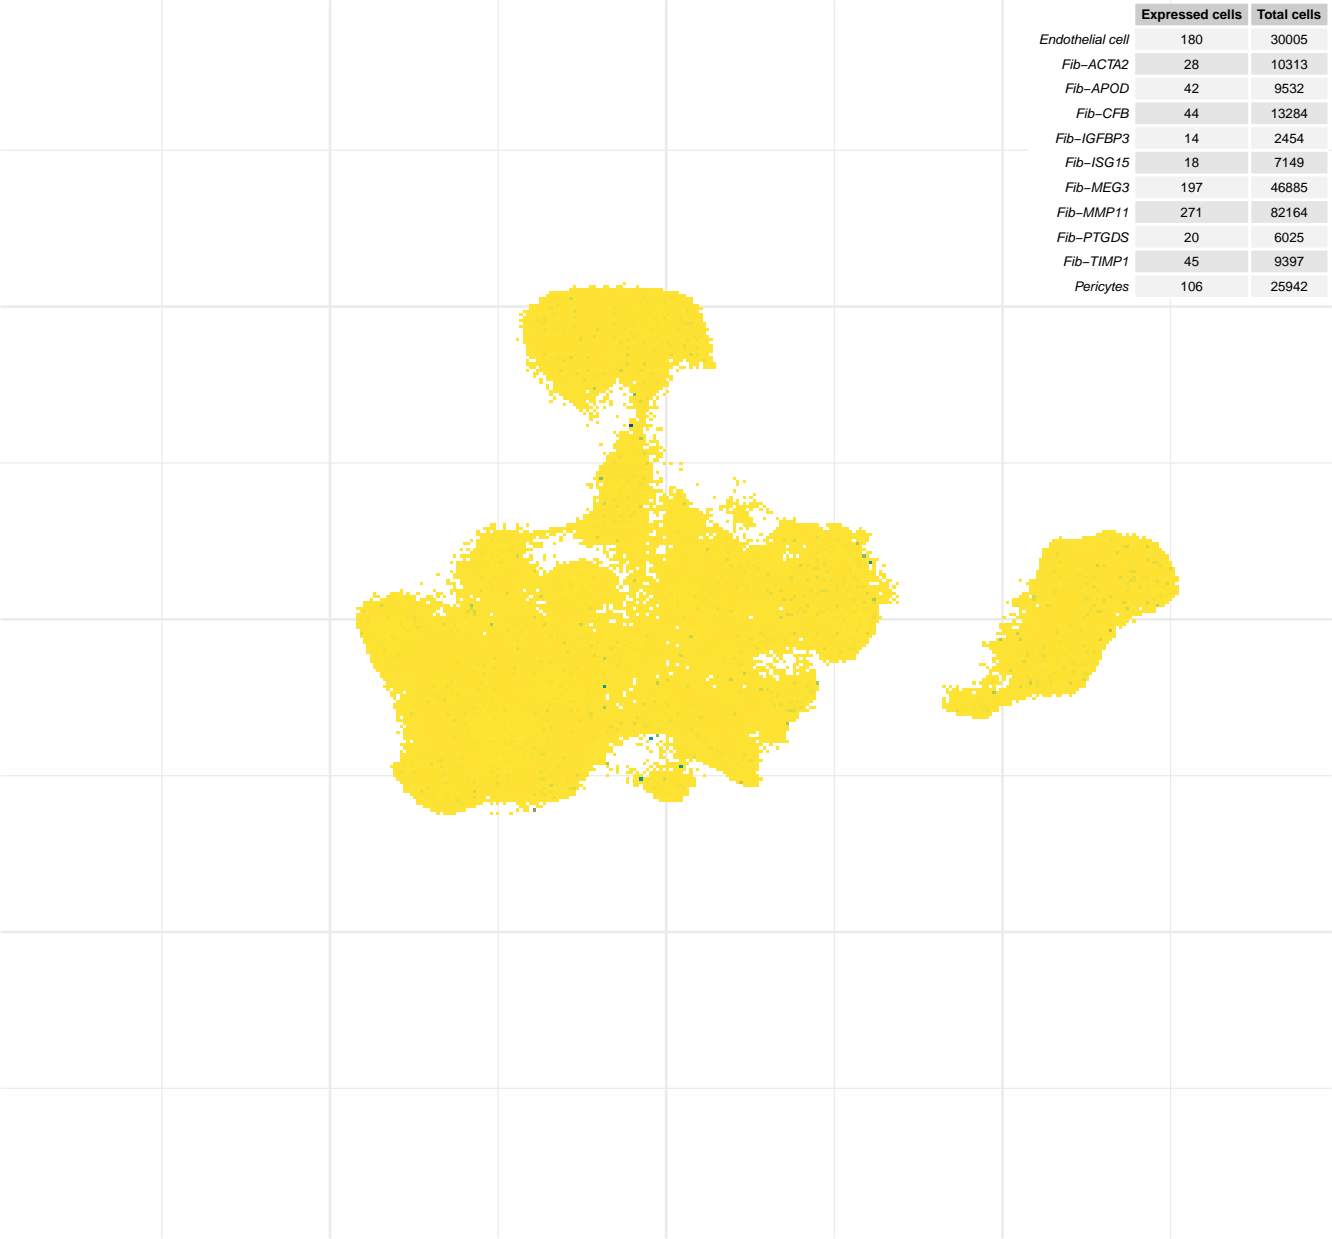 Expressed cells Total cells
Endothelial cell 180 30005
Fib−ACTA2 28 10313
Fib−APOD 42 9532
Fib−CFB 44 13284
Fib−IGFBP3 14 2454
Fib−ISG15 18 7149
Fib−MEG3 197 46885
Fib−MMP11 271 82164
Fib−PTGDS 20 6025
Fib−TIMP1 45 9397
Pericytes 106 25942